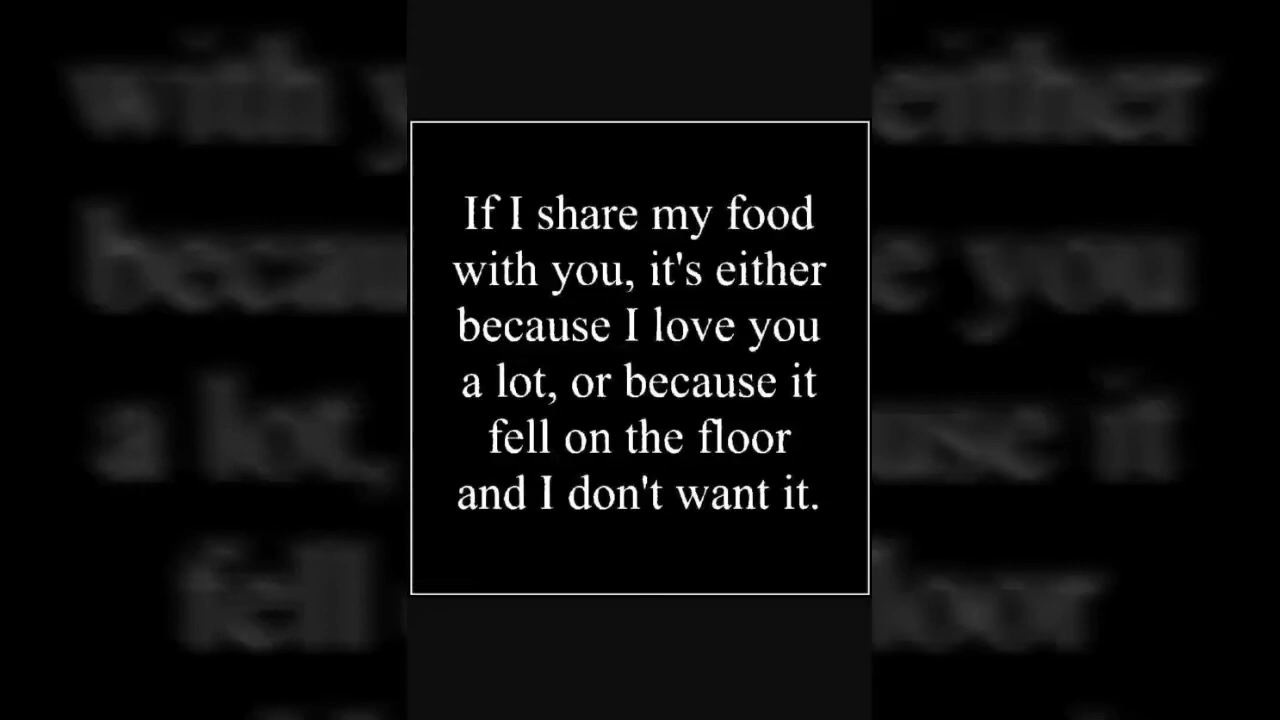 If I share my food
with you, it's either
because I love you
a lot, or because it
fell on the floor
and I don't want it.